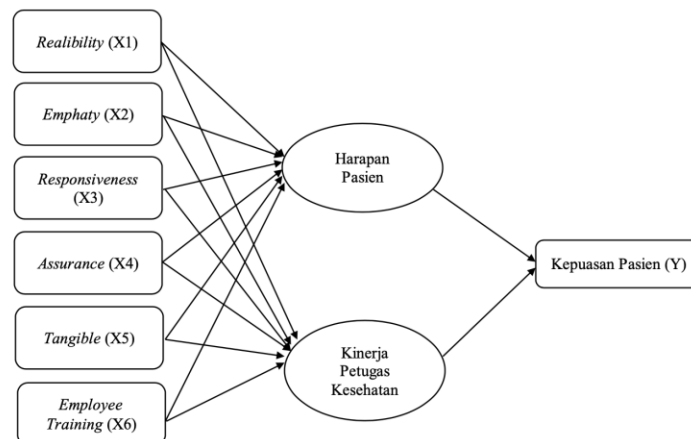 Realibility (X1)
Emphaty (X2)
Responsiveness
(X3)
Assurance (X4)
Tangible (X5)
Employee
Training (X6)
Harapan
Pasien
Kinerja
Petugas
Kesehatan
Kepuasan Pasien (Y)